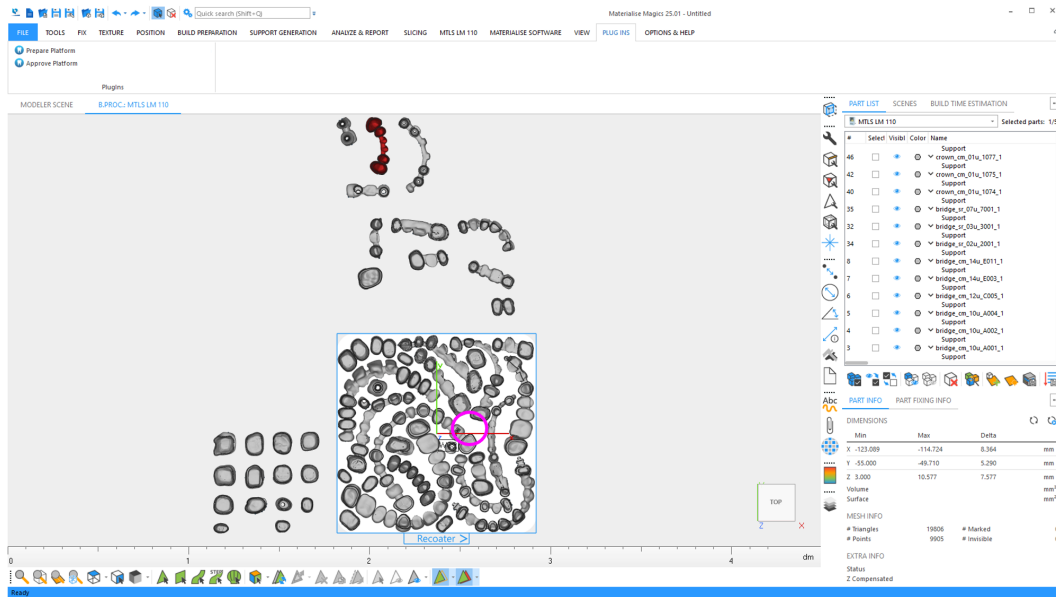 Quick search (Shift+Q)
Materialise Magics 25.01 - Untitled
FILE TOOLS FIX TEXTURE POSITION BUILD PREPARATION SUPPORT GENERATION ANALYZE & REPORT SLICING MTLS LM 110 MATERIALISE SOFTWARE VIEW PLUG INS OPTIONS & HELP
Prepare Platform
Approve Platform
Plugins
MODELER SCENE B.PROC.: MTLS LM 110
PART LIST SCENES BUILD TIME ESTIMATION
MTLS LM 110 Selected parts: 1/5
# Select Visibl Color Name
Support
46 crown_cm_01u_1077_1
Support
42 crown_cm_01u_1075_1
Support
40 crown_cm_01u_1074_1
Support
35 bridge_sr_07u_7001_1
Support
32 bridge_sr_03u_3001_1
Support
34 bridge_sr_02u_2001_1
Support
8 bridge_cm_14u_E011_1
Support
7 bridge_cm_14u_E003_1
Support
6 bridge_cm_12u_C005_1
Support
5 bridge_cm_10u_A004_1
Support
4 bridge_cm_10u_A002_1
Support
3 bridge_cm_10u_A001_1
Support
Abc
PART INFO PART FIXING INFO
DIMENSIONS
Min Max Delta
X -123.089 -114.724 8.364 mm
Y -55.000 -49.710 5.290 mm
Z 3.000 10.577 7.577 mm
Volume mm³
Surface mm²
MESH INFO
# Triangles 19806 # Marked
# Points 9905 # Invisible
EXTRA INFO
Status
Z Compensated
TOP
Z X
Recoater >
0 1 2 3 4 dm
STEP
Ready